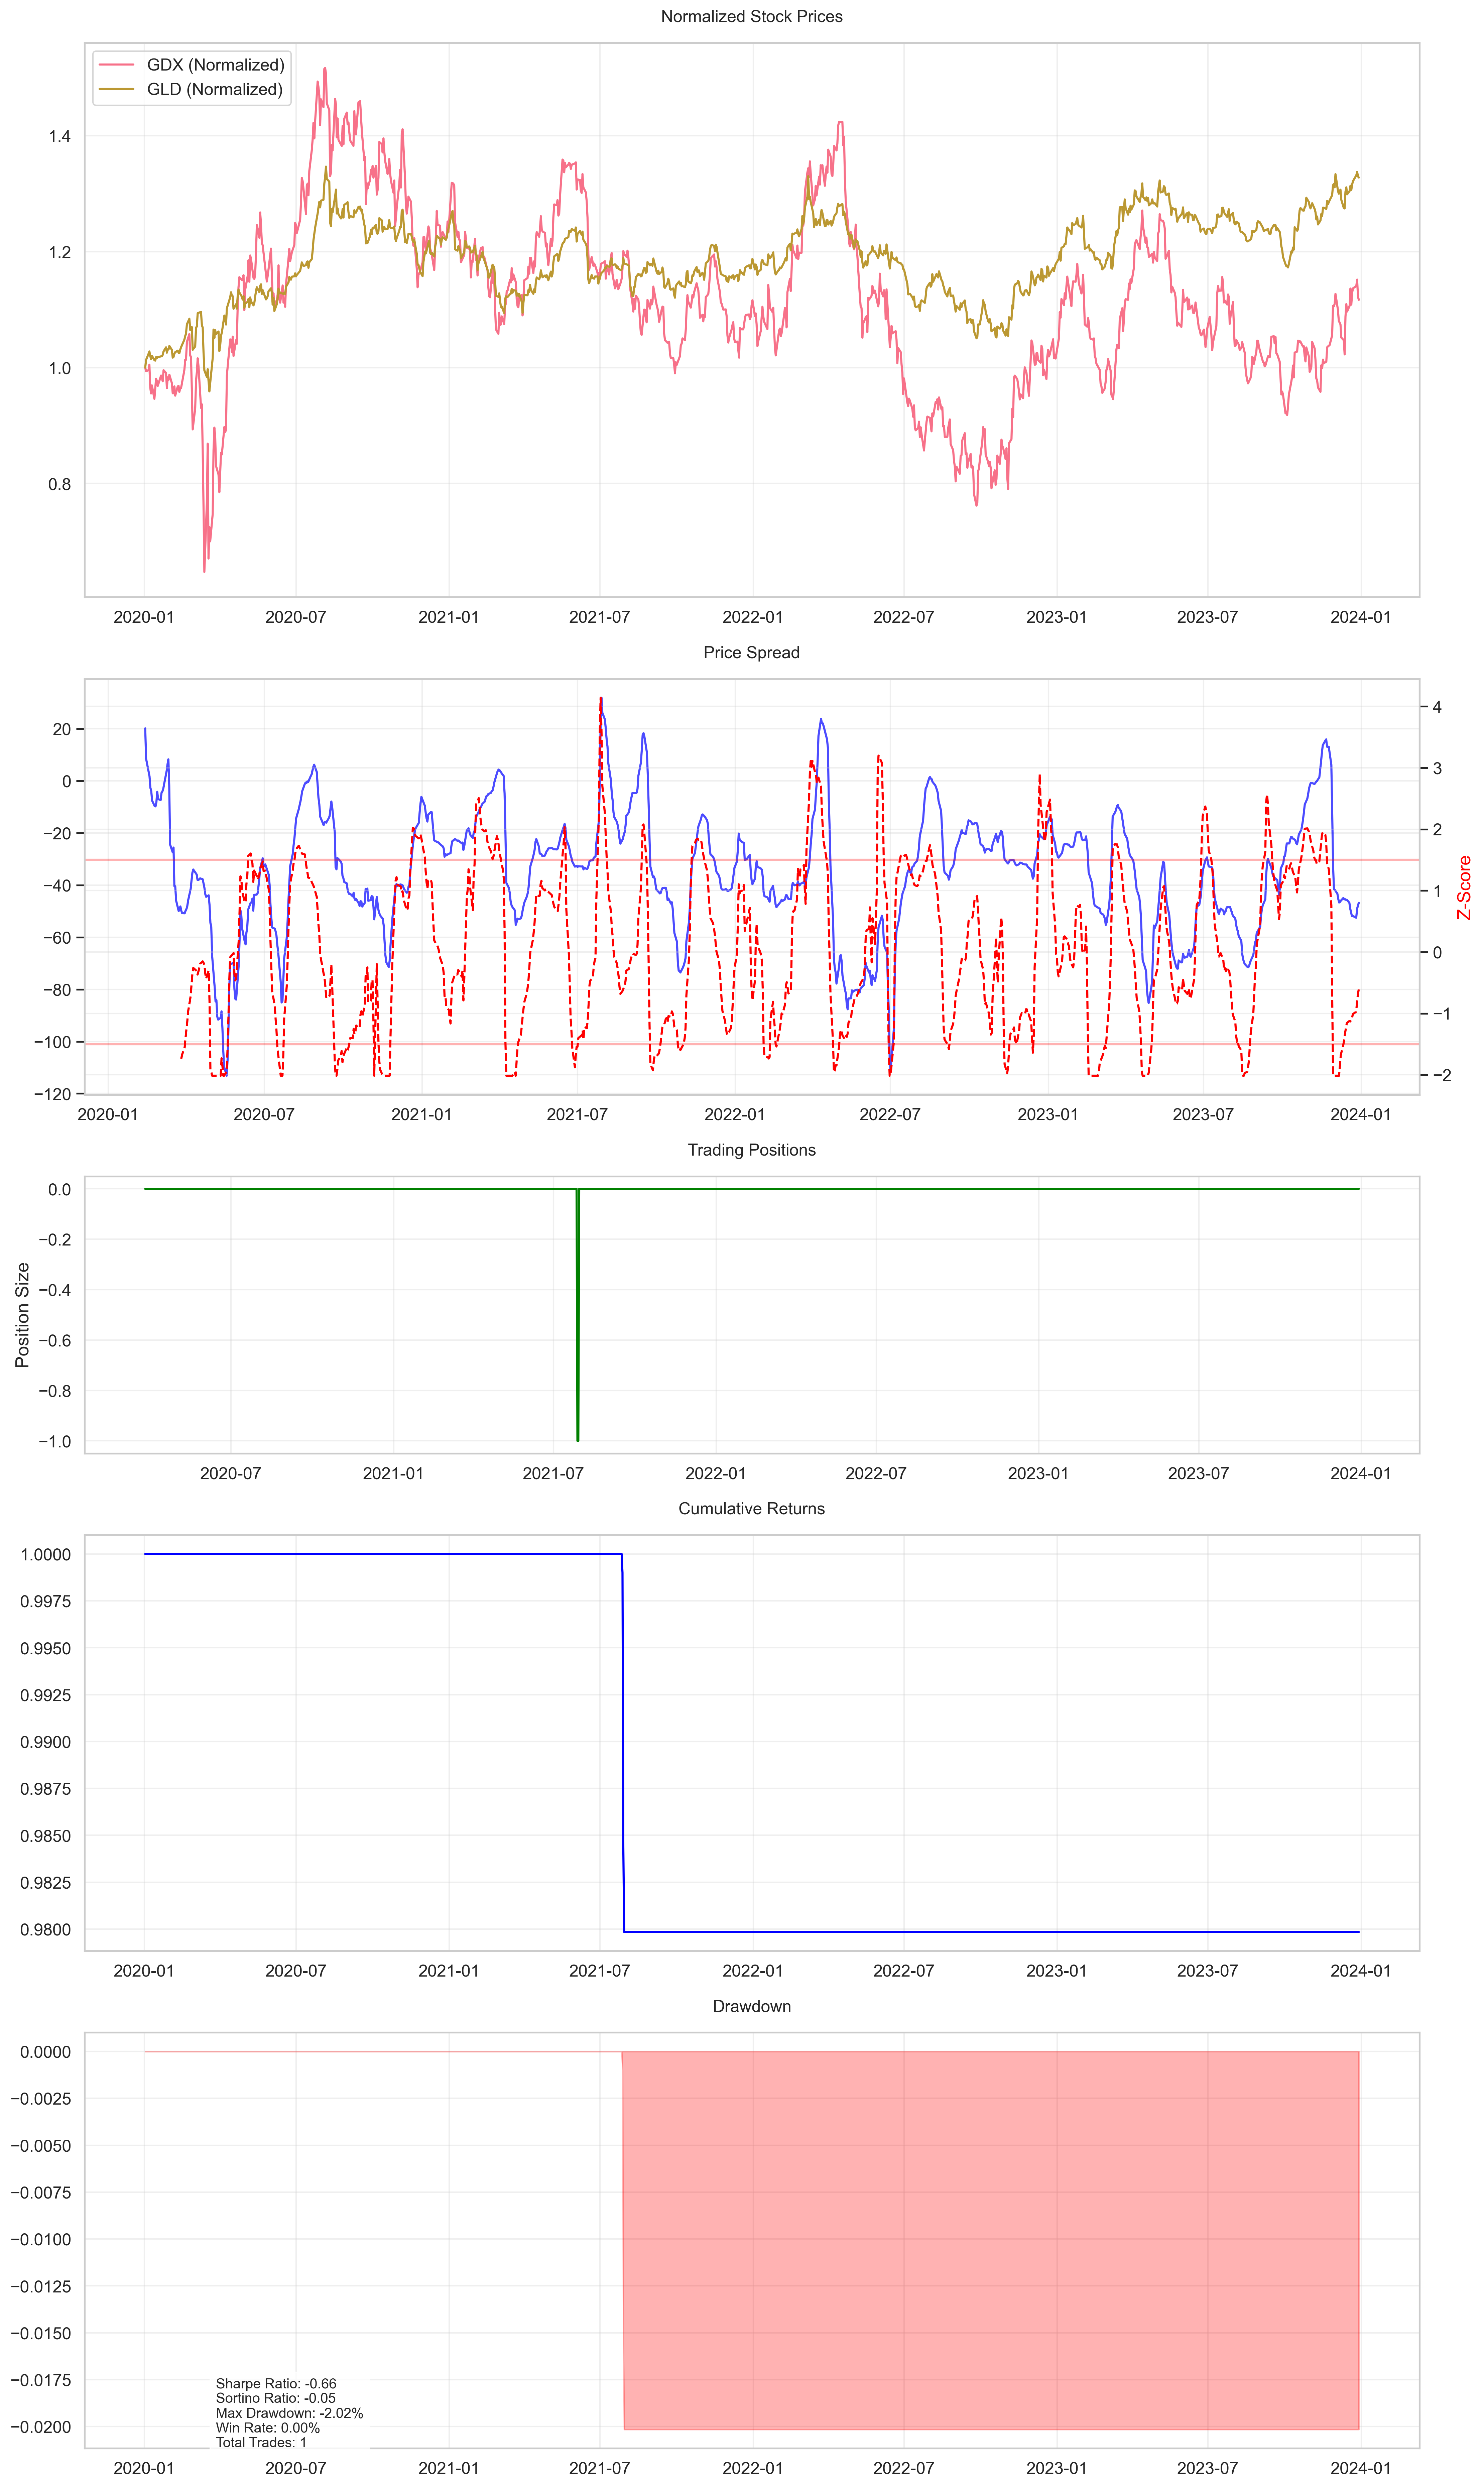 Normalized Stock Prices
GDX (Normalized)
GLD (Normalized)
1.4
1.2
1.0
0.8
2020-01 2020-07 2021-01 2021-07 2022-01 2022-07 2023-01 2023-07 2024-01
Price Spread
20
0
−20
−40
−60
−80
−100
−120
4
3
2
1
0
−1
−2
Z-Score
2020-01 2020-07 2021-01 2021-07 2022-01 2022-07 2023-01 2023-07 2024-01
Trading Positions
Position Size
0.0
−0.2
−0.4
−0.6
−0.8
−1.0
2020-07 2021-01 2021-07 2022-01 2022-07 2023-01 2023-07 2024-01
Cumulative Returns
1.0000
0.9975
0.9950
0.9925
0.9900
0.9875
0.9850
0.9825
0.9800
2020-01 2020-07 2021-01 2021-07 2022-01 2022-07 2023-01 2023-07 2024-01
Drawdown
0.0000
−0.0025
−0.0050
−0.0075
−0.0100
−0.0125
−0.0150
−0.0175
−0.0200
Sharpe Ratio: -0.66
Sortino Ratio: -0.05
Max Drawdown: -2.02%
Win Rate: 0.00%
Total Trades: 1
2020-01 2020-07 2021-01 2021-07 2022-01 2022-07 2023-01 2023-07 2024-01